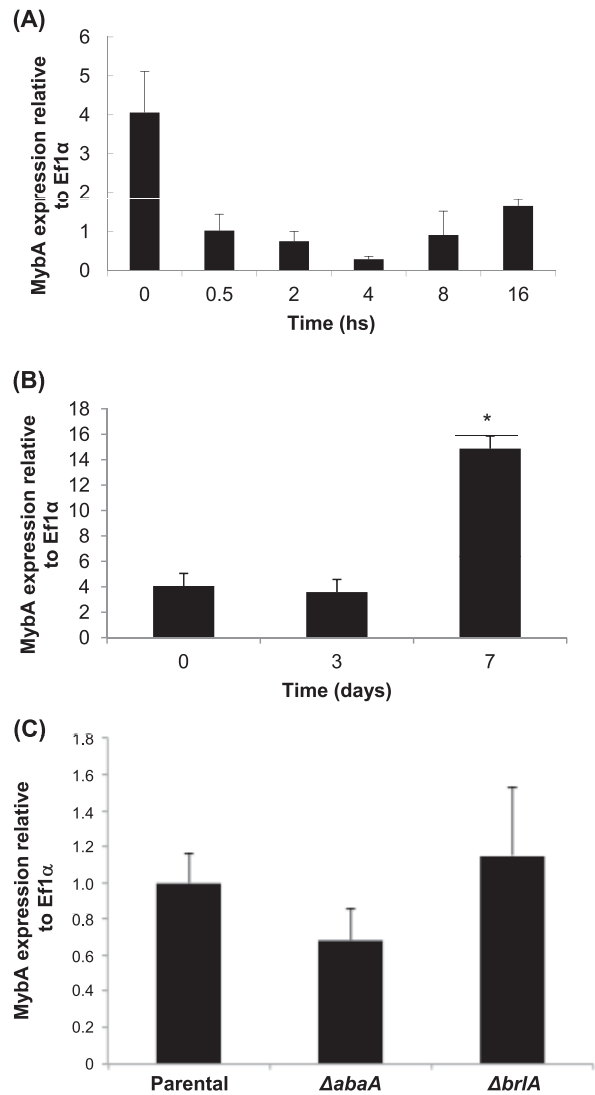 (A)
MybA expression relative
to Ef1α
6
5
4
3
2
1
0
0 0.5 2 4 8 16
Time (hs)
(B)
MybA expression relative
to Ef1α
18
16
14
12
10
8
6
4
2
0
*
0 3 7
Time (days)
(C)
MybA expression relative
to Ef1α
1.8
1.6
1.4
1.2
1.0
0.8
0.6
0.4
0.2
0
Parental ΔabaA ΔbrlA